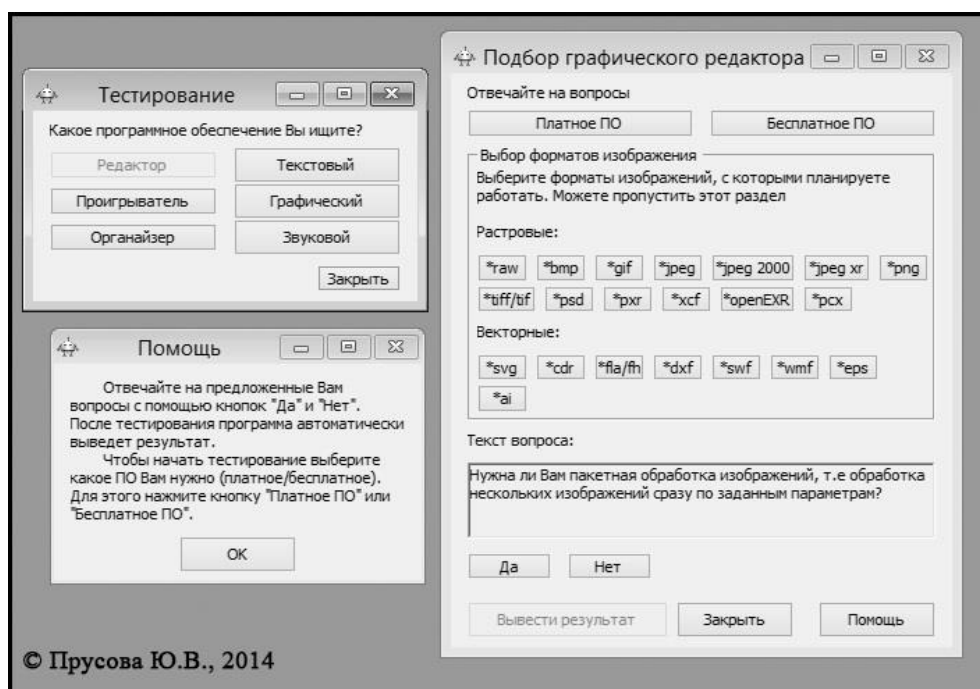 Тестирование
Какое программное обеспечение Вы ищите?
Редактор
Текстовый
Проигрыватель
Графический
Органайзер
Звуковой
Закрыть
Помощь
Отвечайте на предложенные Вам
вопросы с помощью кнопок "Да" и "Нет".
После тестирования программа автоматически
выведет результат.
Чтобы начать тестирование выберите
какое ПО Вам нужно (платное/бесплатное).
Для этого нажмите кнопку "Платное ПО" или
"Бесплатное ПО".
OK
Подбор графического редактора
Отвечайте на вопросы
Платное ПО
Бесплатное ПО
Выбор форматов изображения
Выберите форматы изображений, с которыми планируете
работать. Можете пропустить этот раздел
Растровые:
*raw *bmp *gif *jpeg *jpeg 2000 *jpeg xr *png
*tiff/tif *psd *pxr *xcf *openEXR *pcx
Векторные:
*svg *cdr *fla/fh *dxf *swf *wmf *eps
*ai
Текст вопроса:
Нужна ли Вам пакетная обработка изображений, т.е обработка
нескольких изображений сразу по заданным параметрам?
Да Нет
Вывести результат Закрыть Помощь
© Прусова Ю.В., 2014